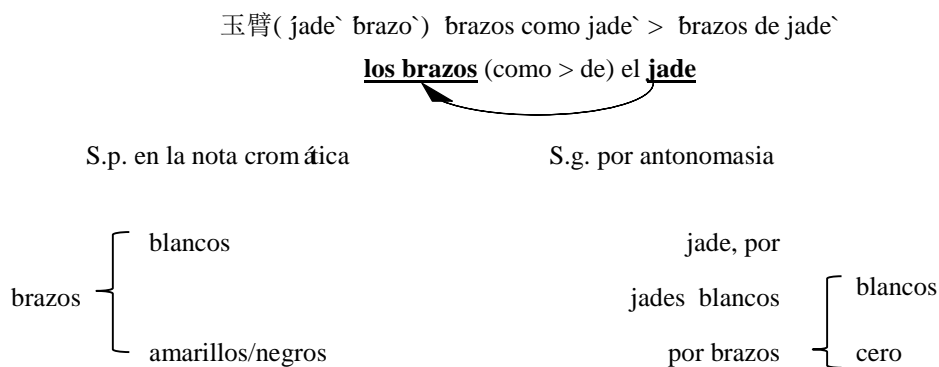 玉臂( ´jade` ´brazo`) ´brazos como jade` > ´brazos de jade`
los brazos (como > de) el jade
S.p. en la nota cromática S.g. por antonomasia
blancos jade, por
brazos jades blancos blancos
amarillos/negros por brazos cero